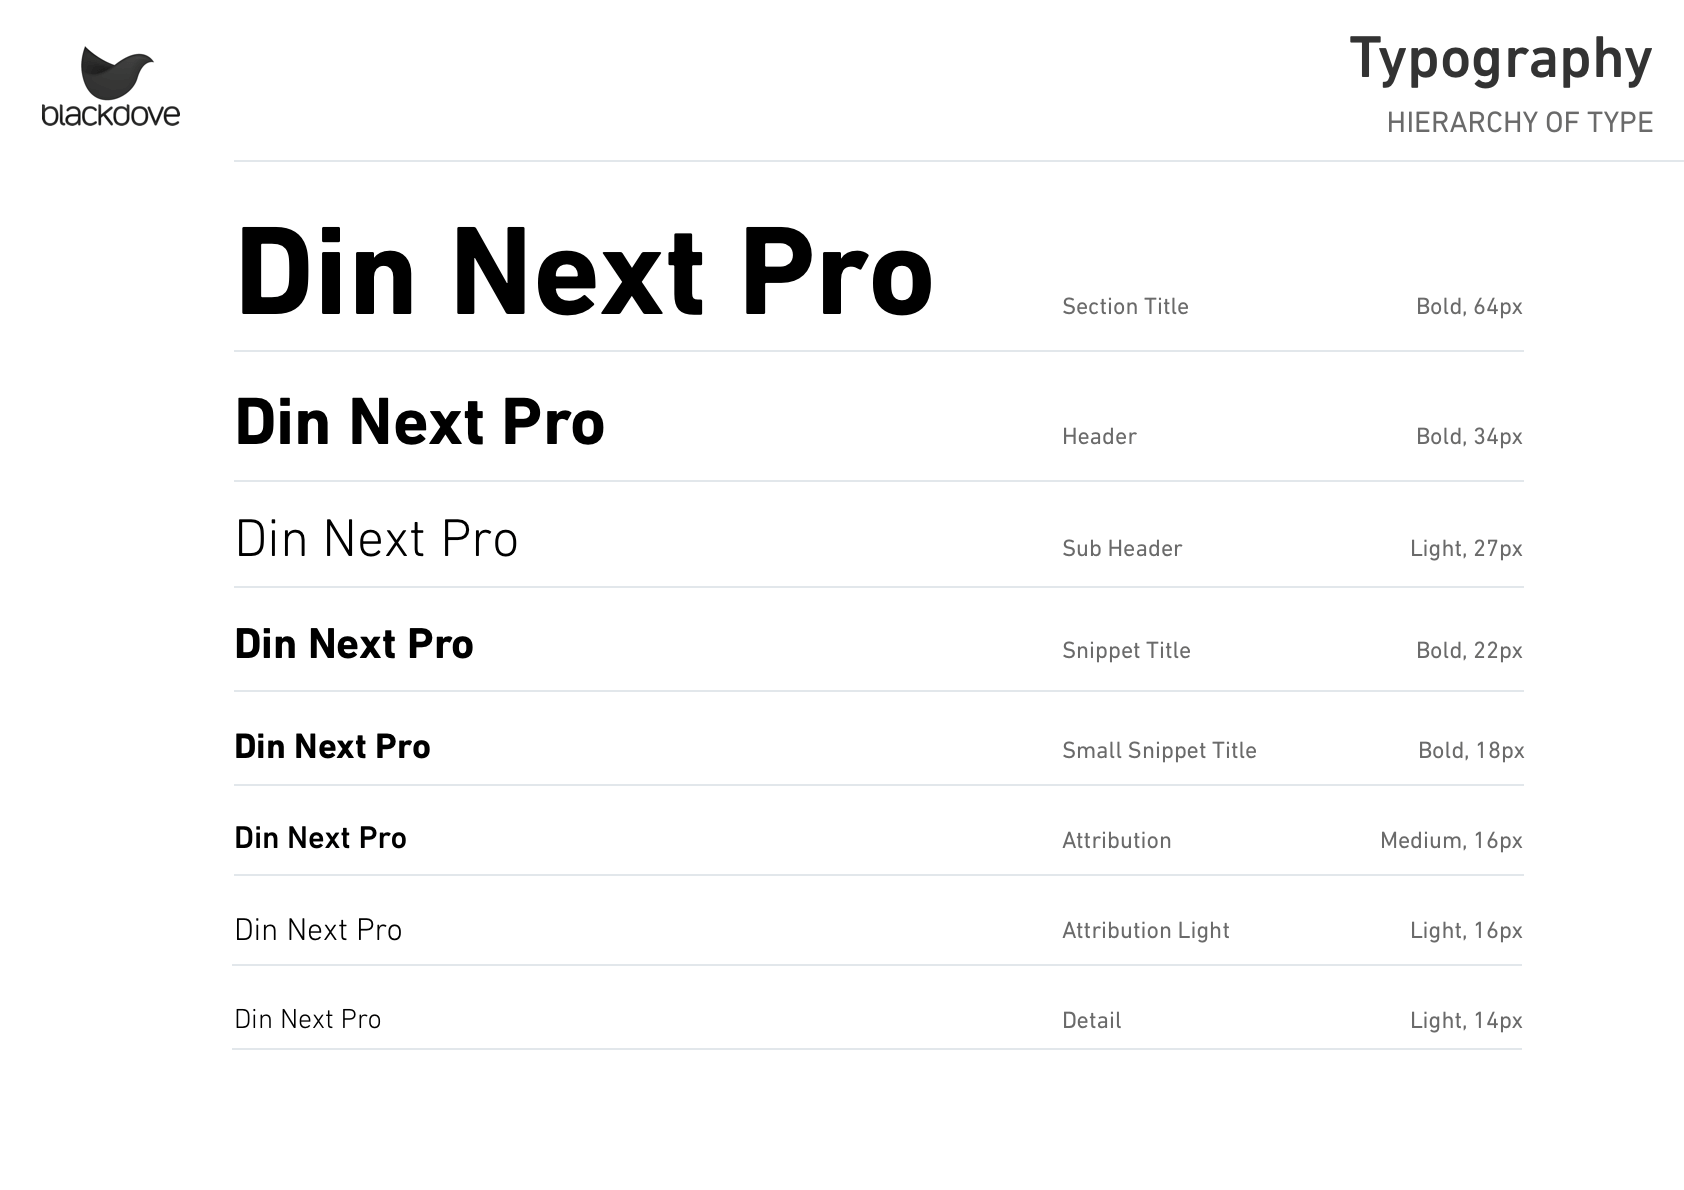 blackdove
Typography
HIERARCHY OF TYPE
Din Next Pro Section Title Bold, 64px
Din Next Pro Header Bold, 34px
Din Next Pro Sub Header Light, 27px
Din Next Pro Snippet Title Bold, 22px
Din Next Pro Small Snippet Title Bold, 18px
Din Next Pro Attribution Medium, 16px
Din Next Pro Attribution Light Light, 16px
Din Next Pro Detail Light, 14px